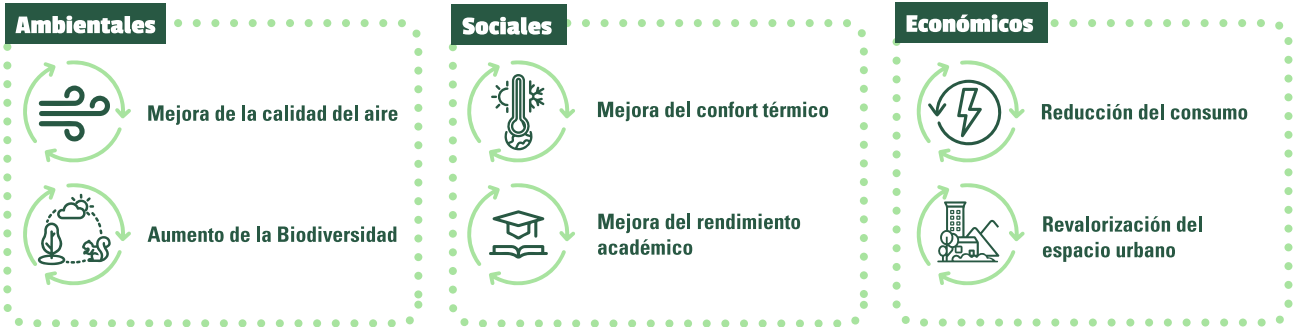 Ambientales
Mejora de la calidad del aire
Aumento de la Biodiversidad
Sociales
Mejora del confort térmico
Mejora del rendimiento
académico
Económicos
Reducción del consumo
Revalorización del
espacio urbano